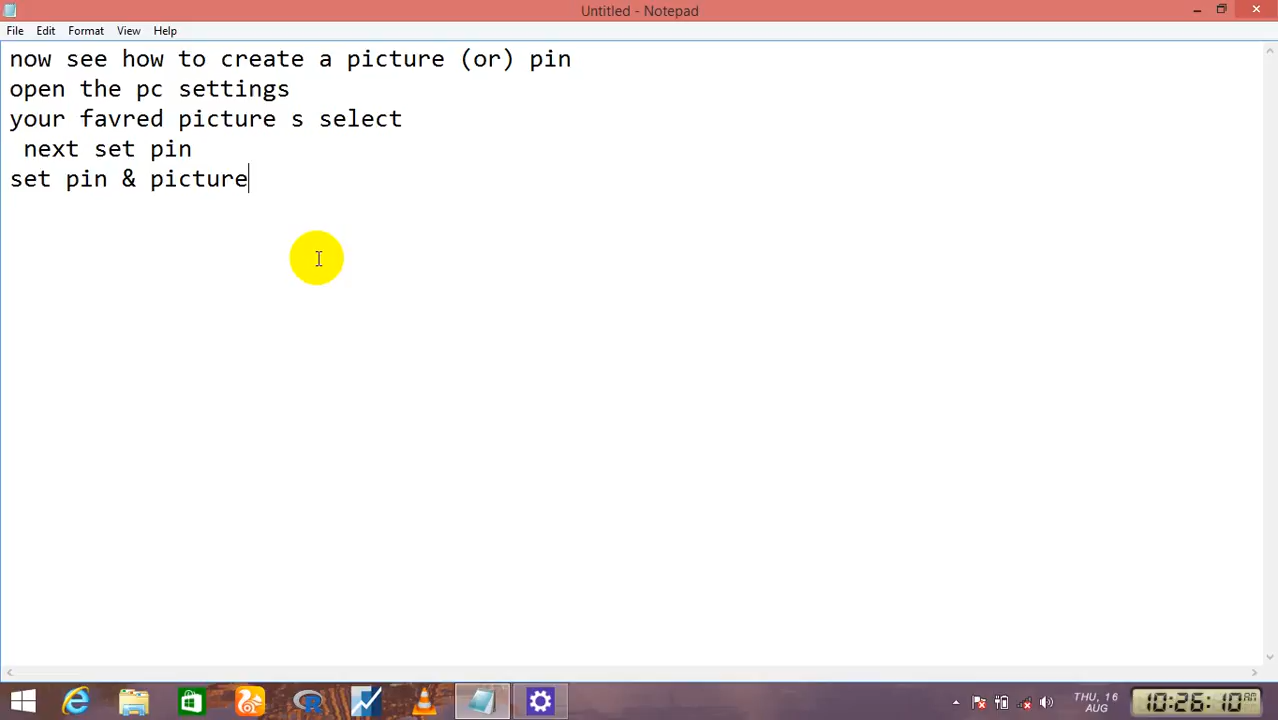 Untitled - Notepad
File Edit Format View Help
now see how to create a picture (or) pin
open the pc settings
your favred picture s select
next set pin
set pin & picture
THU, 16
AUG
10:26:10 AM